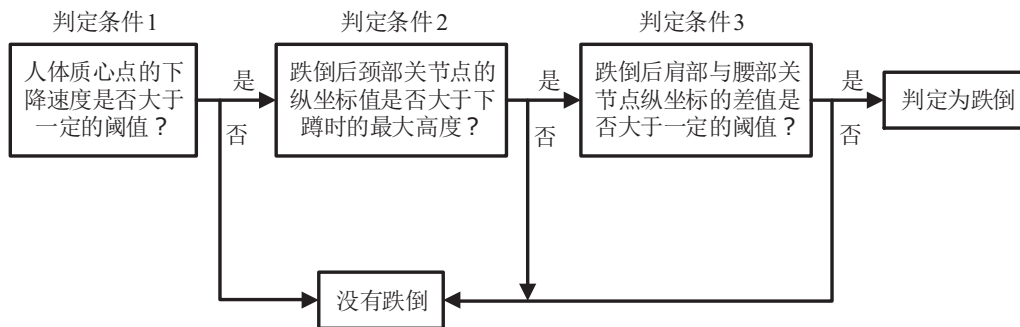 判定条件1
判定条件2
判定条件3
人体质心点的下
降速度是否大于
一定的阈值？
是
否
跌倒后颈部关节点的
纵坐标值是否大于下
蹲时的最大高度？
是
否
跌倒后肩部与腰部关
节点纵坐标的差值是
否大于一定的阈值？
是
否
判定为跌倒
没有跌倒